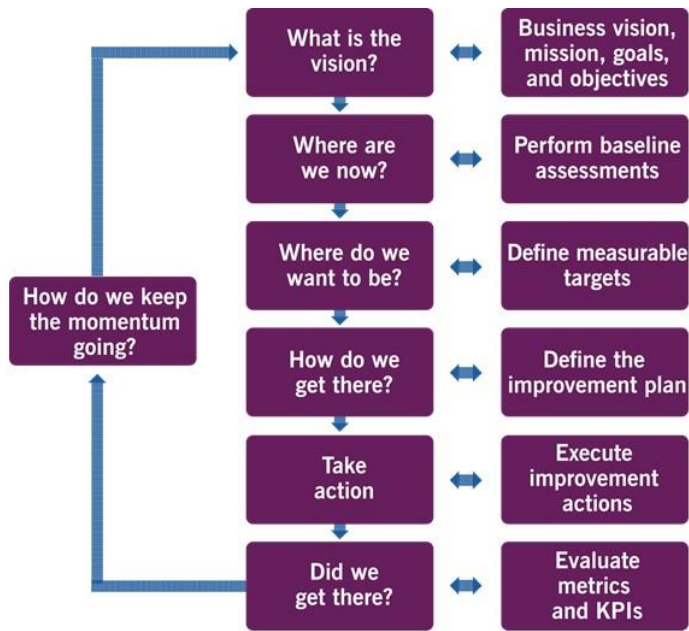 What is the
vision?
Business vision,
mission, goals,
and objectives
Where are
we now?
Perform baseline
assessments
Where do we
want to be?
Define measurable
targets
How do we keep
the momentum
going?
How do we
get there?
Define the
improvement plan
Take
action
Execute
improvement
actions
Did we
get there?
Evaluate
metrics
and KPIs